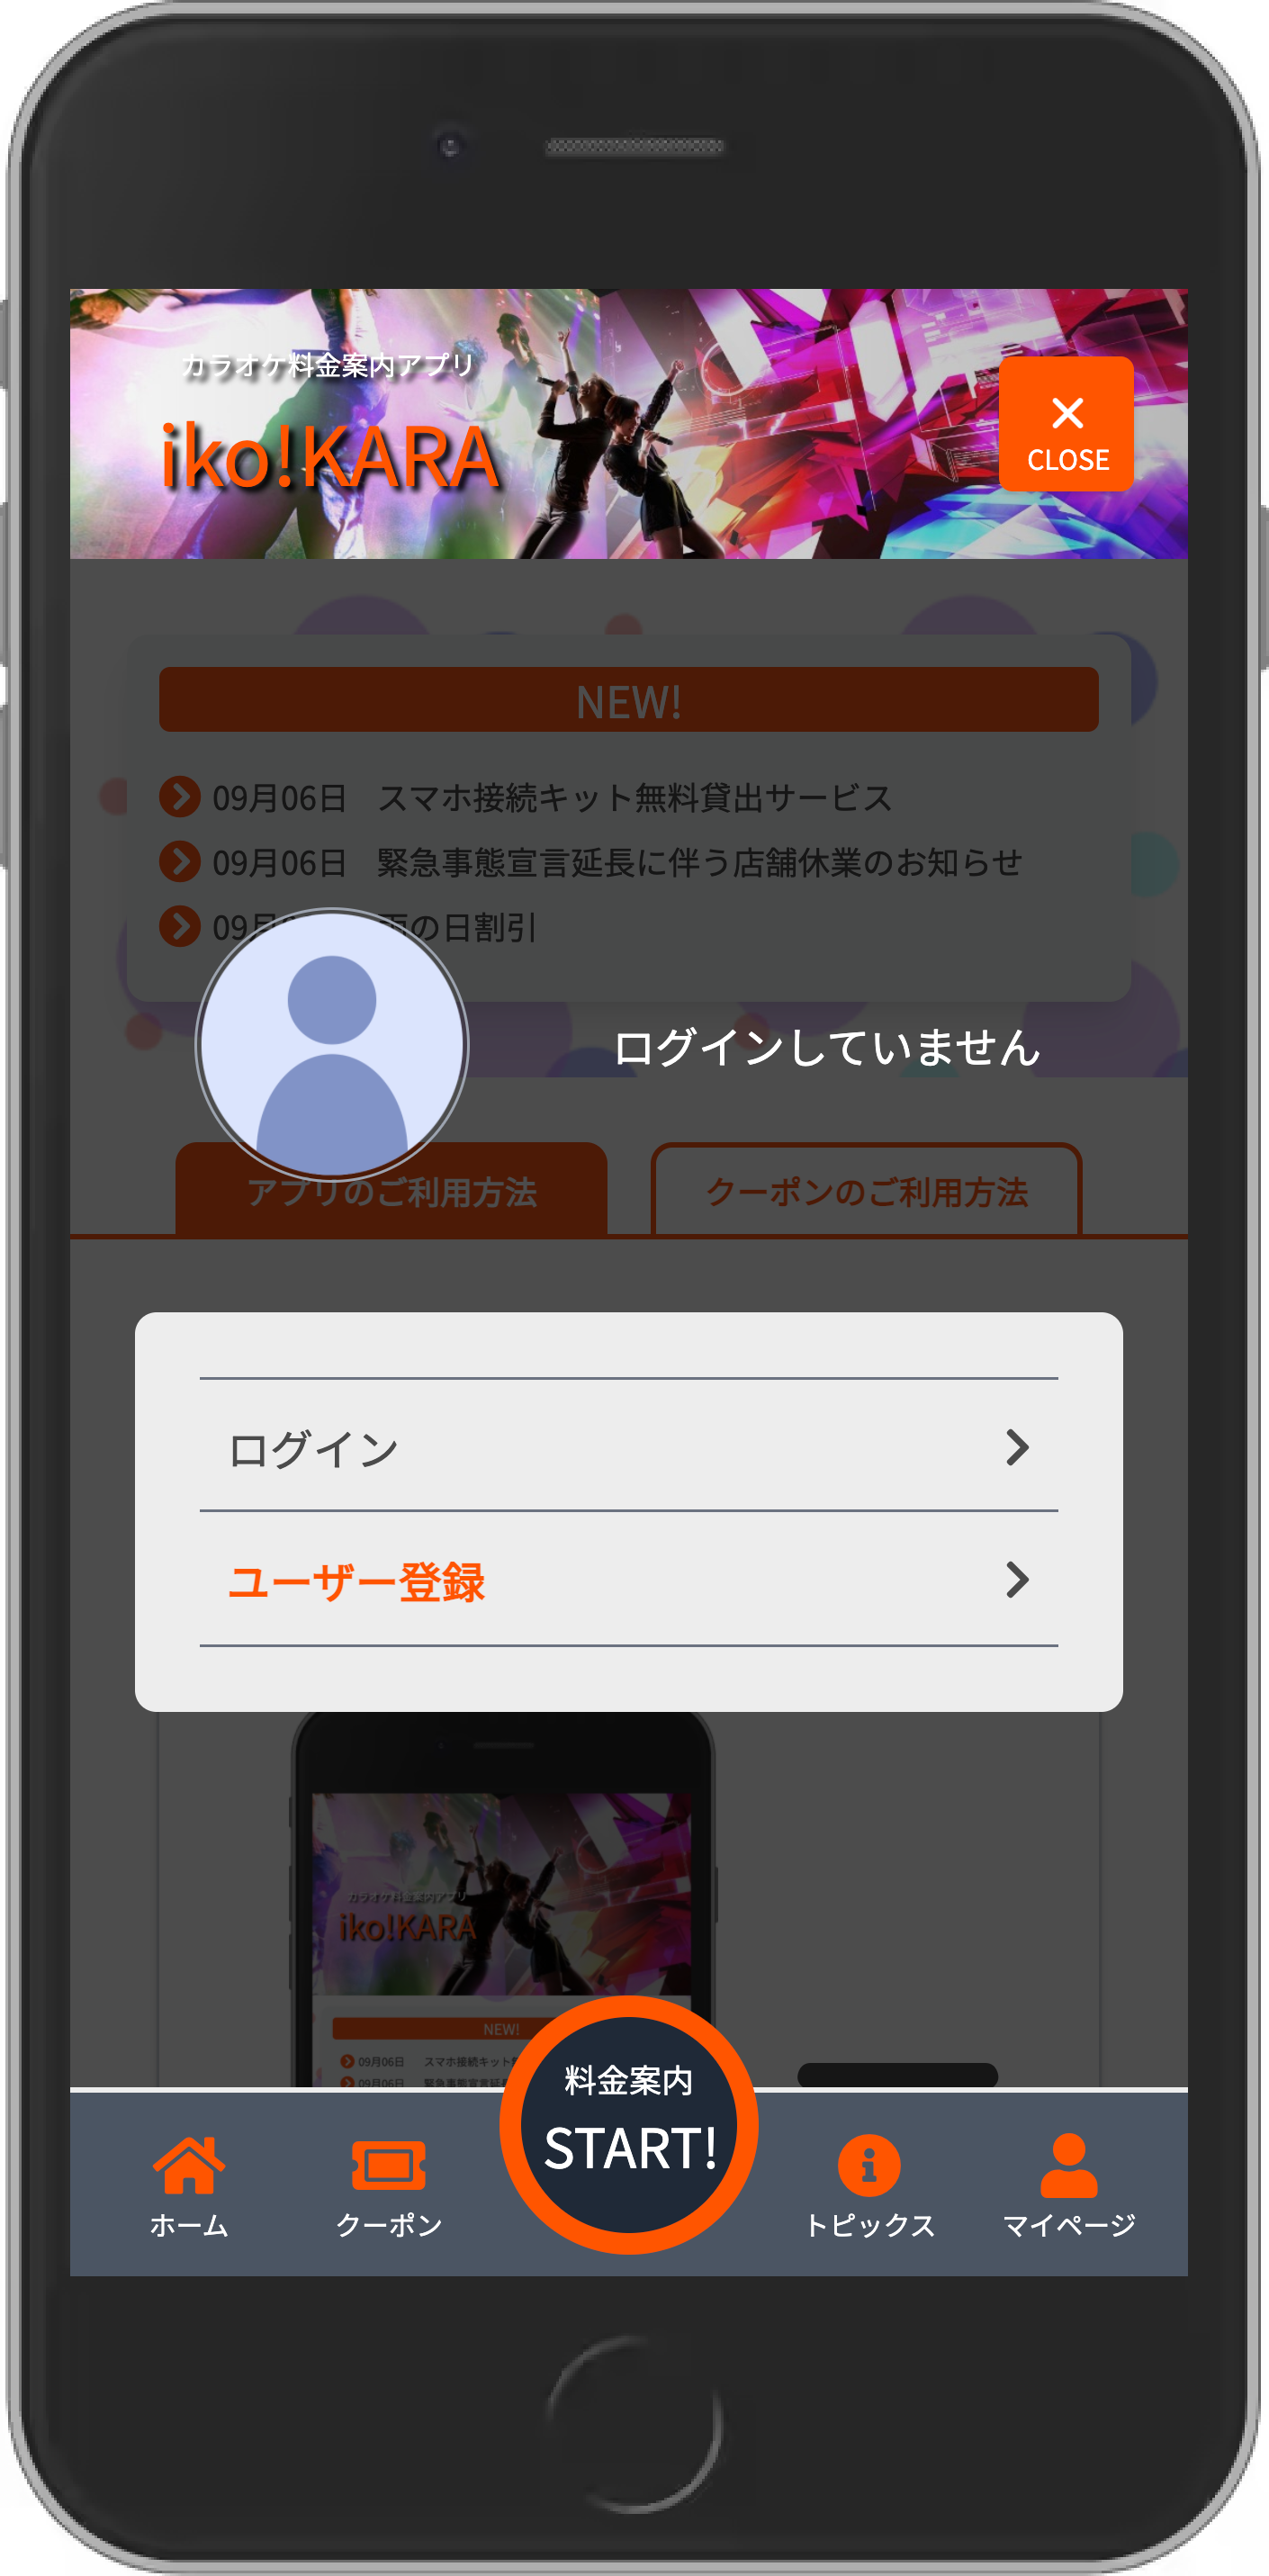 カラオケ料金案内アプリ
iko!KARA
CLOSE
NEW!
09月06日 スマホ接続キット無料貸出サービス
09月06日 緊急事態宣言延長に伴う店舗休業のお知らせ
09月 雨の日割引
ログインしていません
アプリのご利用方法
クーポンのご利用方法
ログイン
ユーザー登録
カラオケ料金案内アプリ
iko!KARA
NEW!
09月06日 スマホ接続キット
09月06日 緊急事態宣言延
料金案内
START!
ホーム
クーポン
トピックス
マイページ